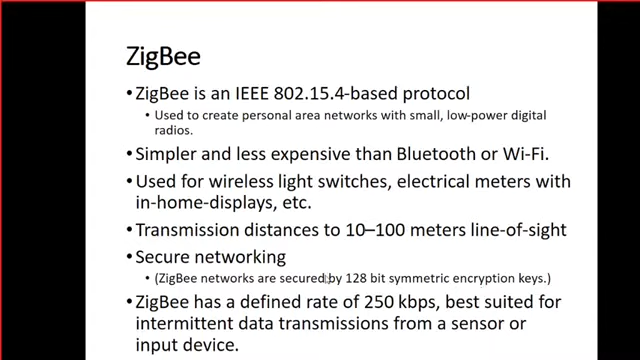 ZigBee
•ZigBee is an IEEE 802.15.4-based protocol
• Used to create personal area networks with small, low-power digital
radios.
•Simpler and less expensive than Bluetooth or Wi-Fi.
•Used for wireless light switches, electrical meters with
in-home-displays, etc.
•Transmission distances to 10–100 meters line-of-sight
•Secure networking
• (ZigBee networks are secured by 128 bit symmetric encryption keys.)
•ZigBee has a defined rate of 250 kbps, best suited for
intermittent data transmissions from a sensor or
input device.